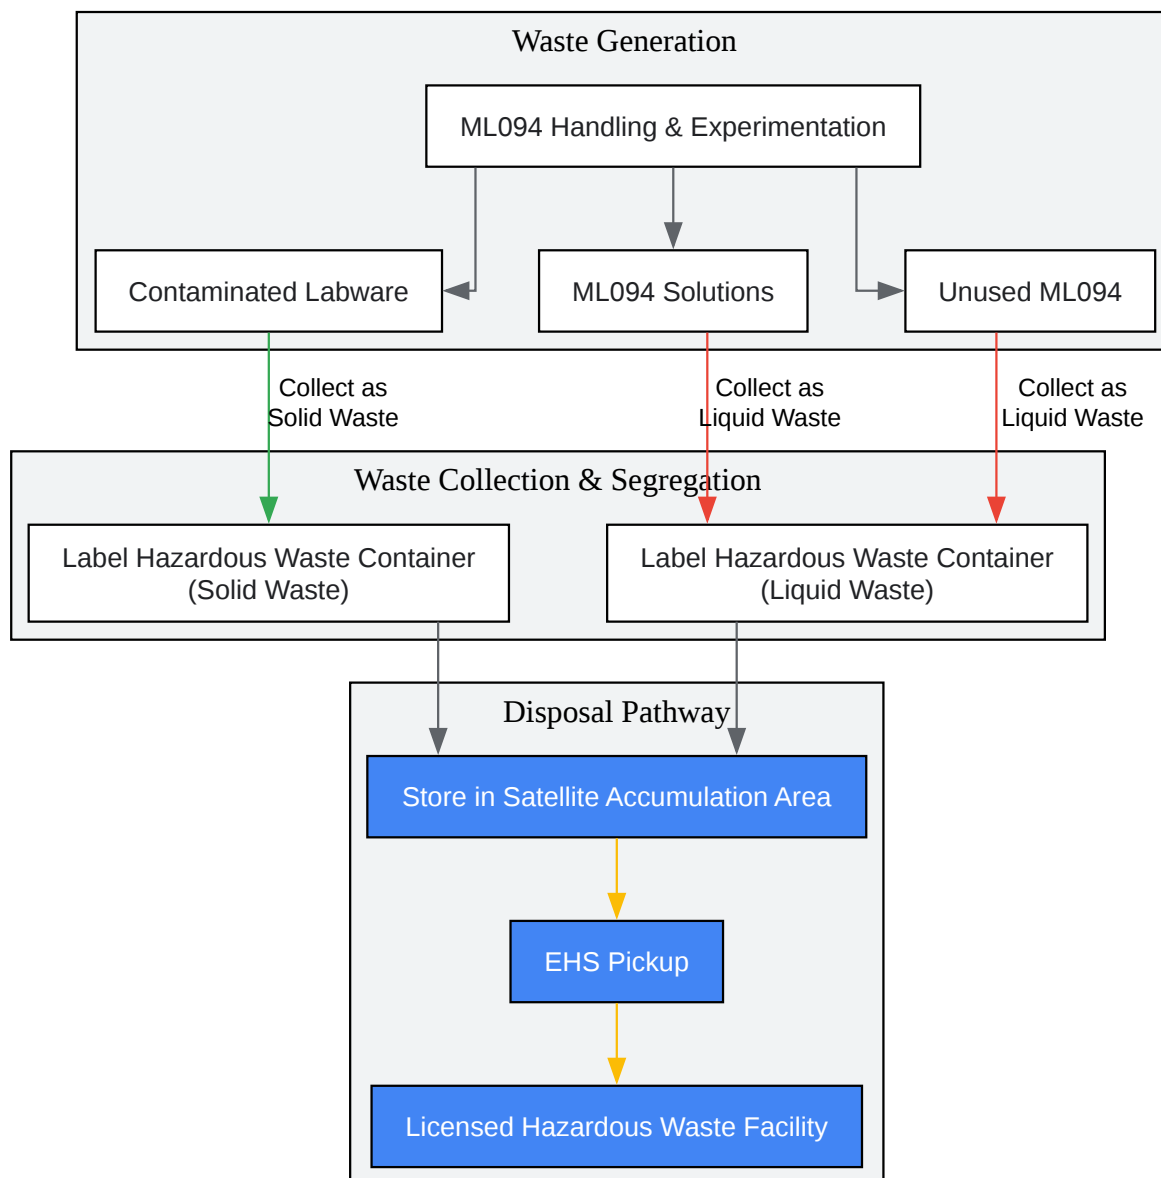 Waste Generation
ML094 Handling & Experimentation
Contaminated Labware
ML094 Solutions
Unused ML094
Collect as
Solid Waste
Collect as
Liquid Waste
Collect as
Liquid Waste
Waste Collection & Segregation
Label Hazardous Waste Container
(Solid Waste)
Label Hazardous Waste Container
(Liquid Waste)
Disposal Pathway
Store in Satellite Accumulation Area
EHS Pickup
Licensed Hazardous Waste Facility